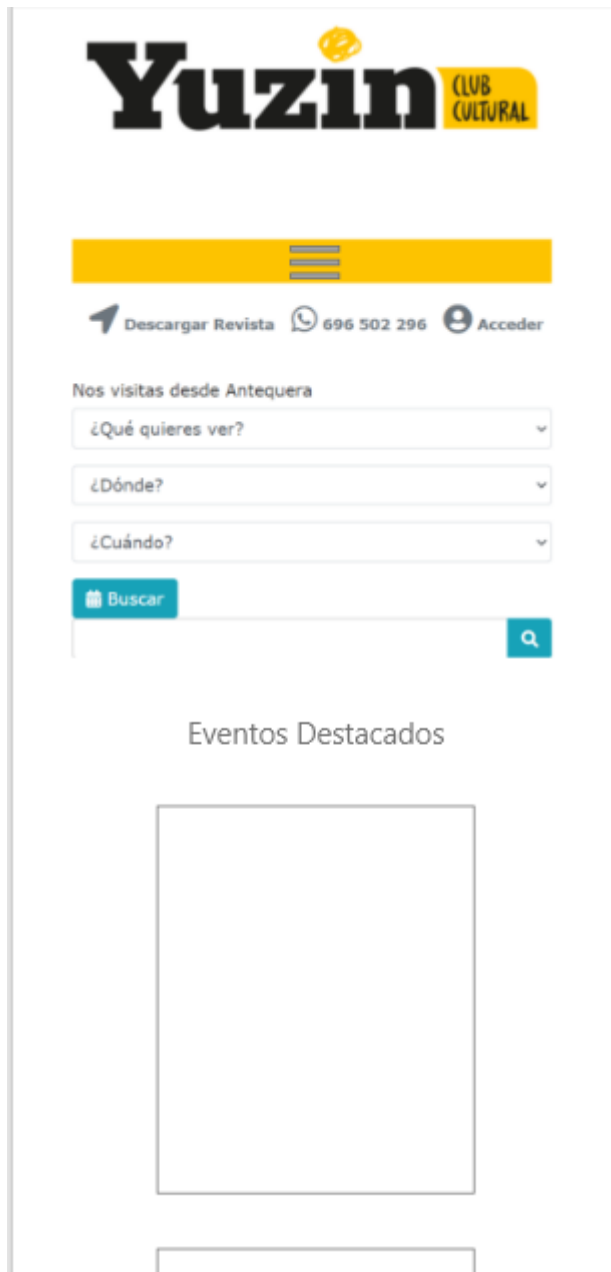 Yuzin CLUB
CULTURAL
Descargar Revista 696 502 296 Acceder
Nos visitas desde Antequera
¿Qué quieres ver?
¿Dónde?
¿Cuándo?
Buscar
Eventos Destacados